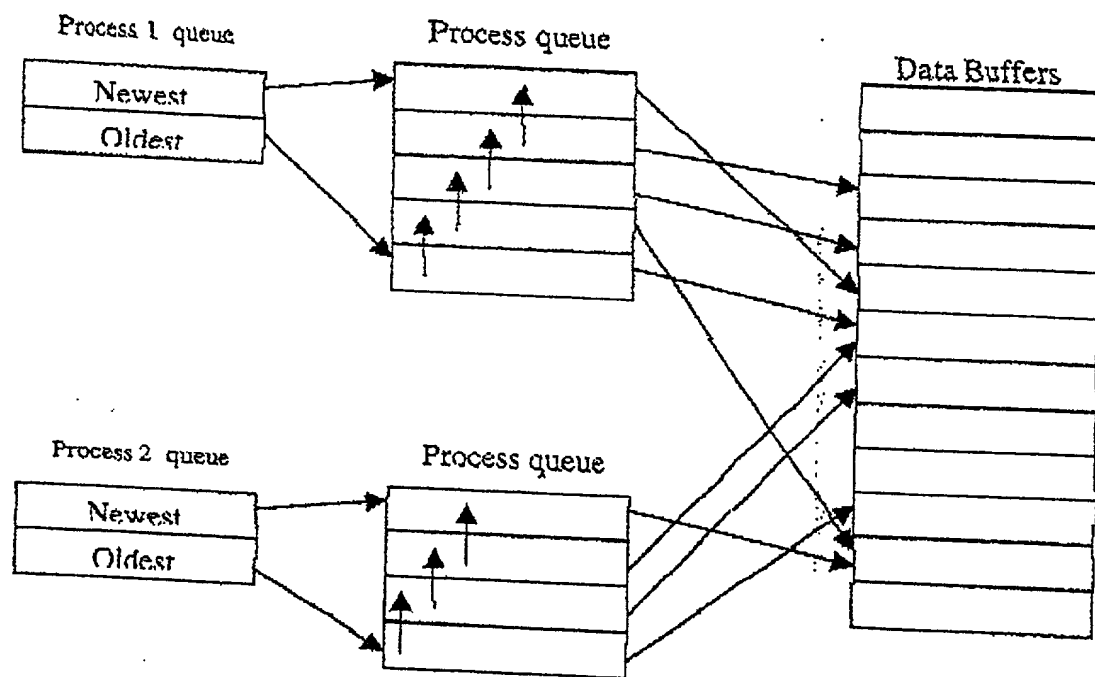 Process 1 queue
Newest
Oldest
Process queue
Data Buffers
Process 2 queue
Newest
Oldest
Process queue